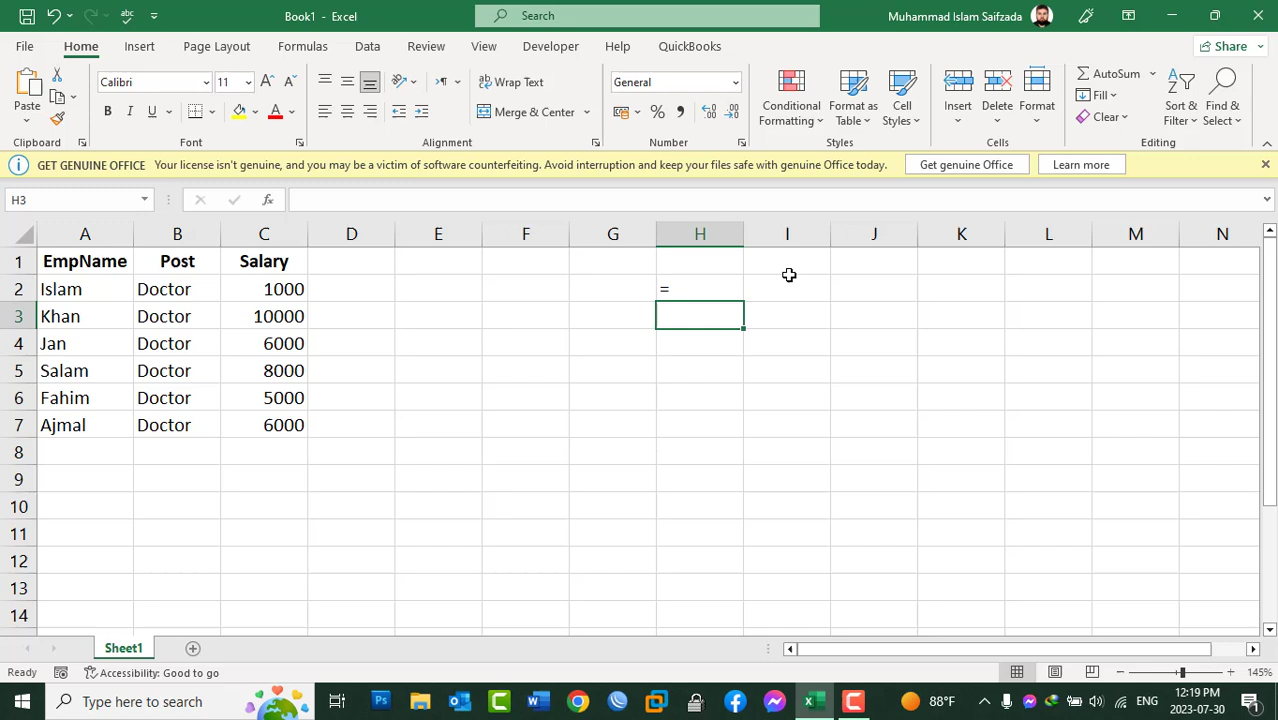 Book1 - Excel
Search
Muhammad Islam Saifzada
File Home Insert Page Layout Formulas Data Review View Developer Help QuickBooks Share
Calibri 11 Wrap Text General AutoSum
Paste Merge & Center Conditional Formatting Format as Table Cell Styles Insert Delete Format Fill Sort & Filter Find & Select
B I U A Clear
Clipboard Font Alignment Number Styles Cells Editing
GET GENUINE OFFICE Your license isn't genuine, and you may be a victim of software counterfeiting. Avoid interruption and keep your files safe with genuine Office today. Get genuine Office Learn more
H3 fx
A B C D E F G H I J K L M N
1 EmpName Post Salary
2 Islam Doctor 1000 =
3 Khan Doctor 10000
4 Jan Doctor 6000
5 Salam Doctor 8000
6 Fahim Doctor 5000
7 Ajmal Doctor 6000
8
9
10
11
12
13
14
Sheet1
Ready Accessibility: Good to go 145%
Type here to search Ps 88°F ENG 12:19 PM
2023-07-30